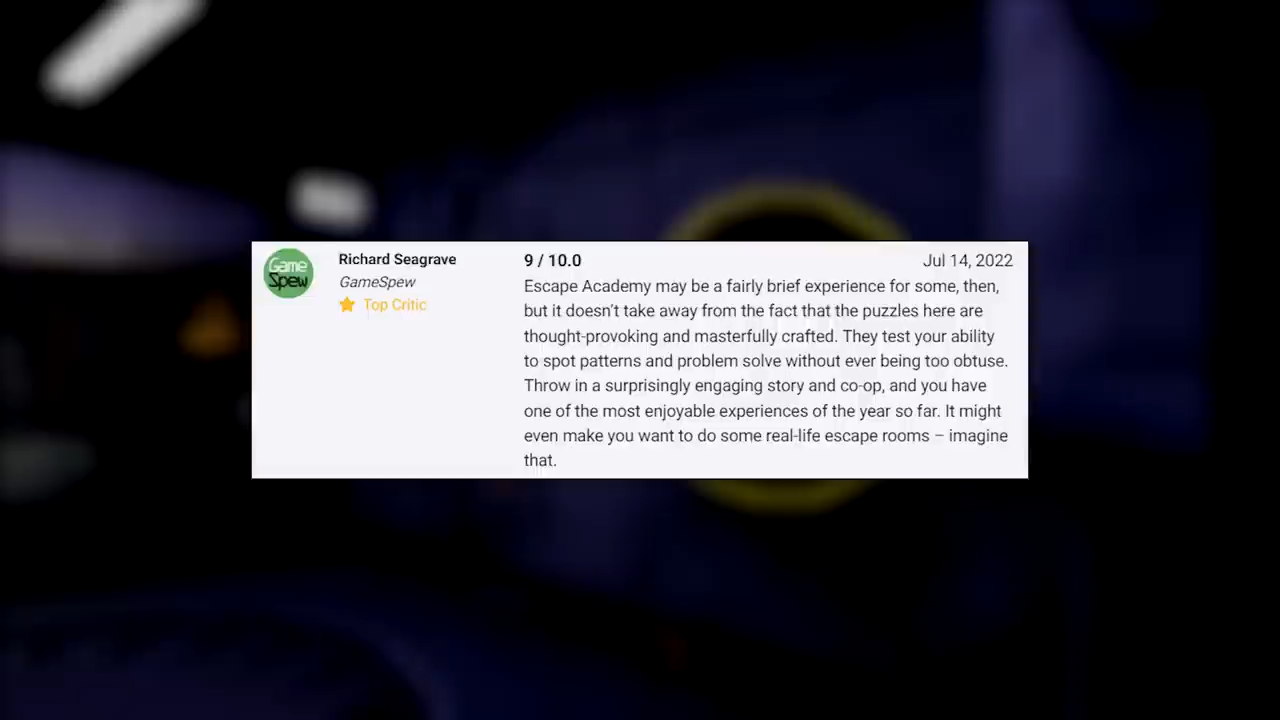 Game
Spew
Richard Seagrave
GameSpew
Top Critic
9 / 10.0
Jul 14, 2022
Escape Academy may be a fairly brief experience for some, then,
but it doesn’t take away from the fact that the puzzles here are
thought-provoking and masterfully crafted. They test your ability
to spot patterns and problem solve without ever being too obtuse.
Throw in a surprisingly engaging story and co-op, and you have
one of the most enjoyable experiences of the year so far. It might
even make you want to do some real-life escape rooms – imagine
that.